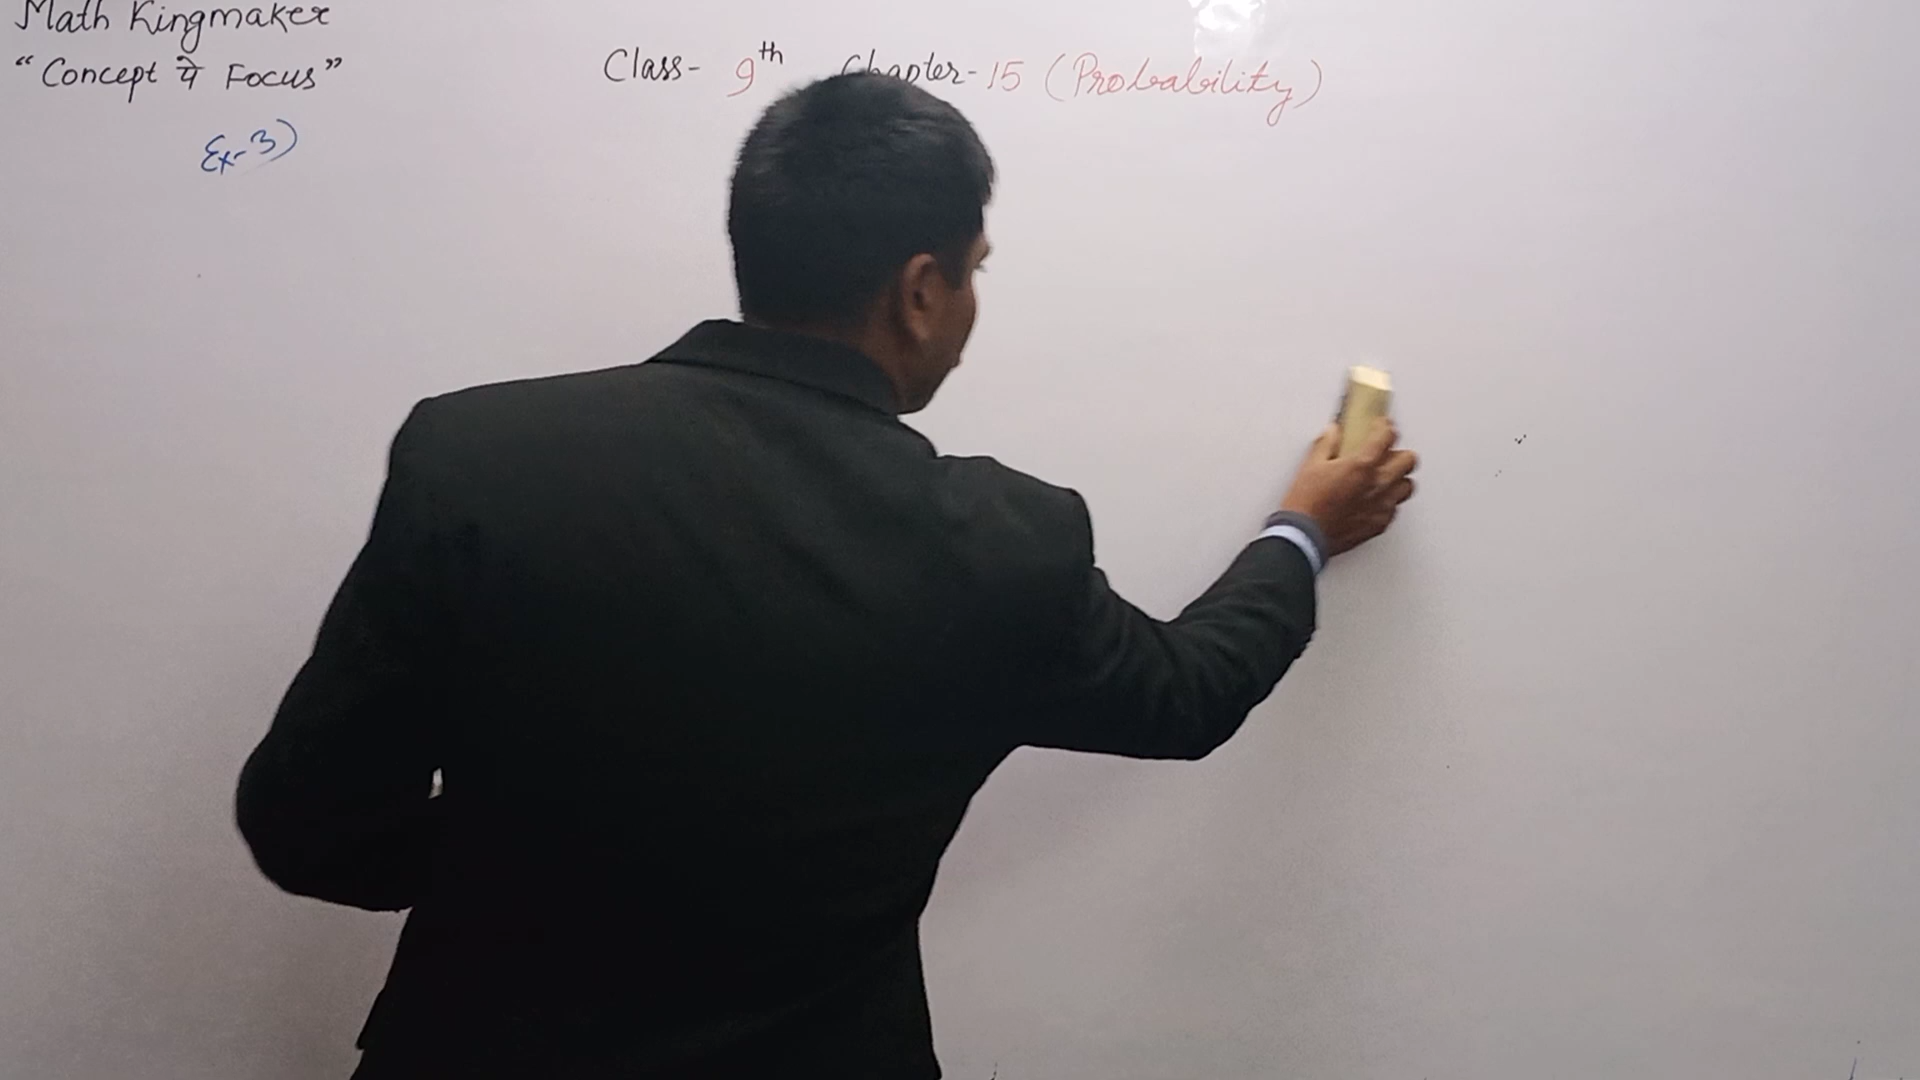 Math Kingmaker
“Concept पे Focus”
Class- 9th Chapter-15 (Probability)
Ex-3)